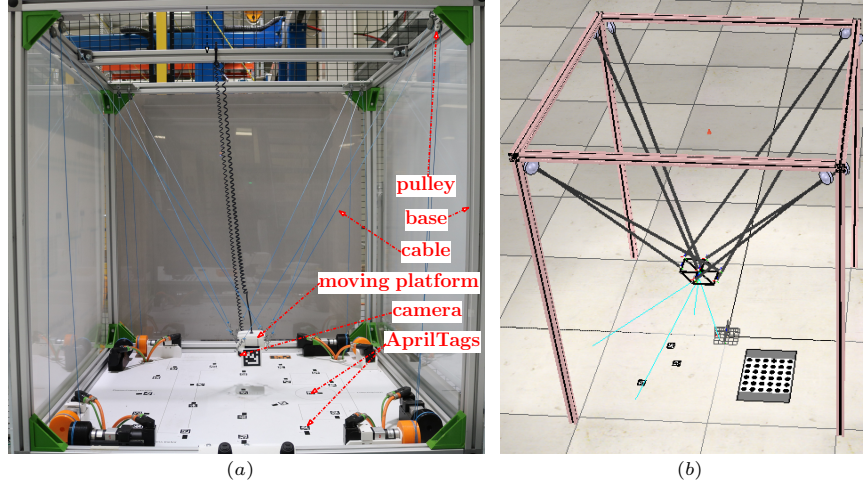 pulley
base
cable
moving platform
camera
AprilTags
(a)
(b)